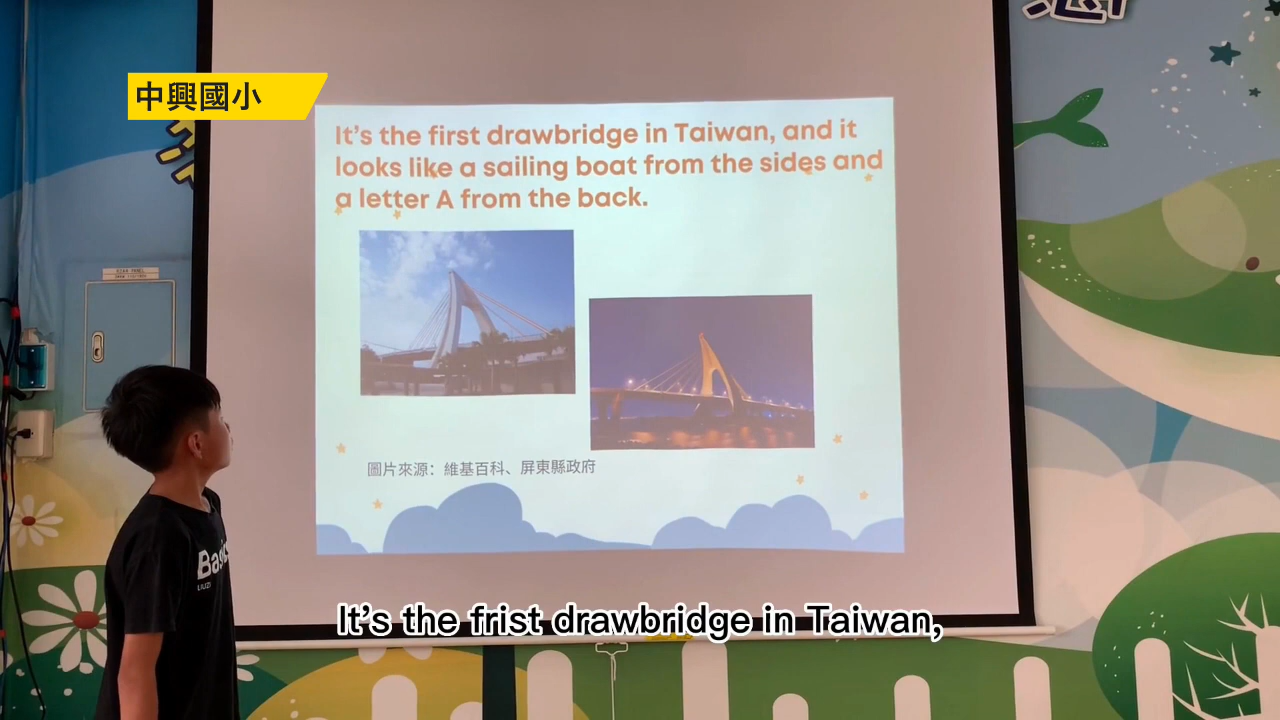 中興國小
It's the first drawbridge in Taiwan, and it
looks like a sailing boat from the sides and
a letter A from the back.
圖片來源：維基百科、屏東縣政府
Basic
LIUZI
It's the frist drawbridge in Taiwan,